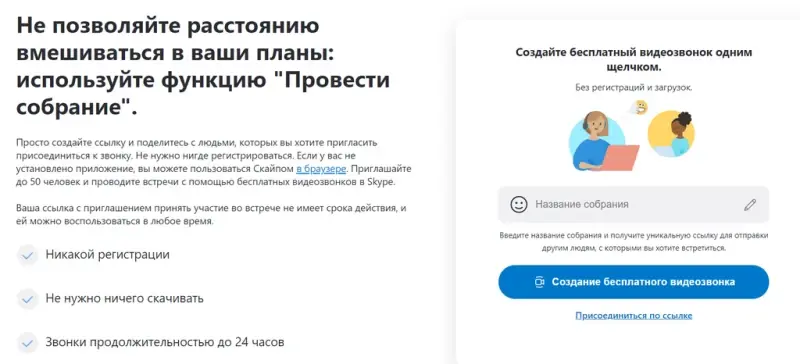 Не позволяйте расстоянию
вмешиваться в ваши планы:
используйте функцию "Провести
собрание".
Просто создайте ссылку и поделитесь с людьми, которых вы хотите пригласить
присоединиться к звонку. Не нужно нигде регистрироваться. Если у вас не
установлено приложение, вы можете пользоваться Скайпом в браузере. Приглашайте
до 50 человек и проводите встречи с помощью бесплатных видеозвонков в Skype.
Ваша ссылка с приглашением принять участие во встрече не имеет срока действия, и
ей можно воспользоваться в любое время.
Никакой регистрации
Не нужно ничего скачивать
Звонки продолжительностью до 24 часов
Создайте бесплатный видеозвонок одним
щелчком.
Без регистраций и загрузок.
Название собрания
Введите название собрания и получите уникальную ссылку для отправки
другим людям, с которыми вы хотите встретиться.
Создание бесплатного видеозвонка
Присоединиться по ссылке